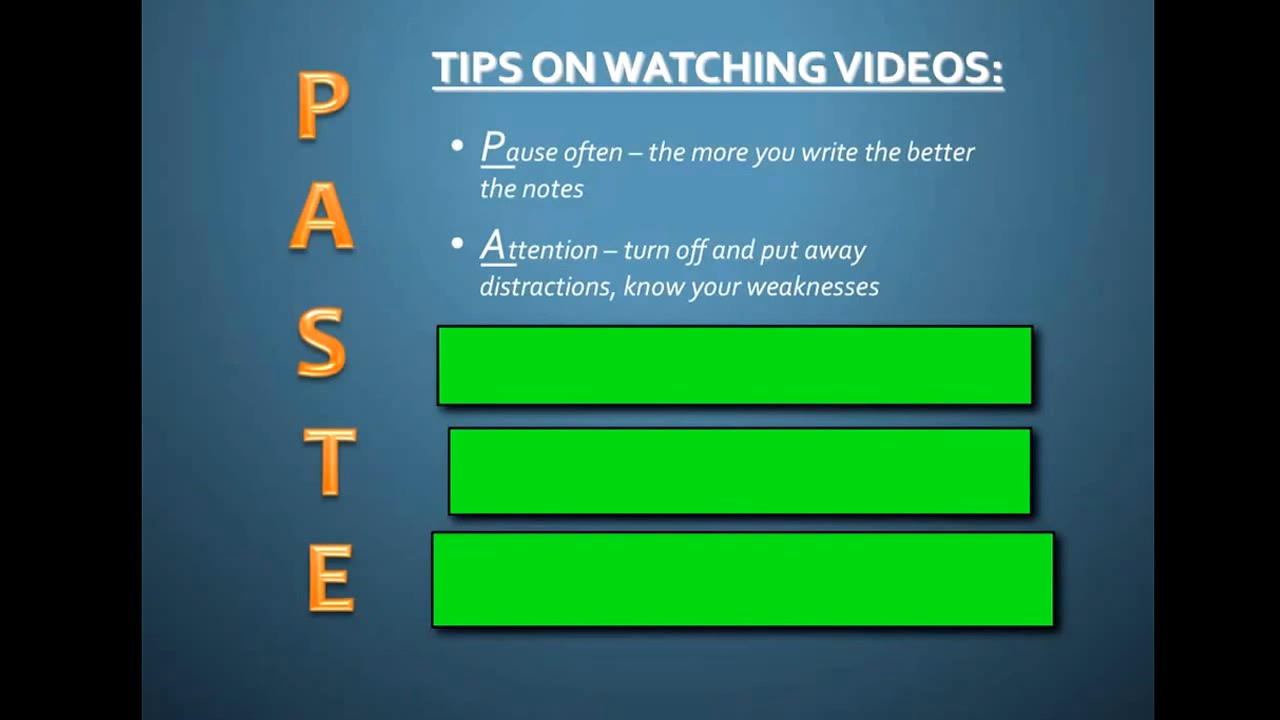 P
A
S
T
E
TIPS ON WATCHING VIDEOS:
• Pause often – the more you write the better
the notes
• Attention – turn off and put away
distractions, know your weaknesses